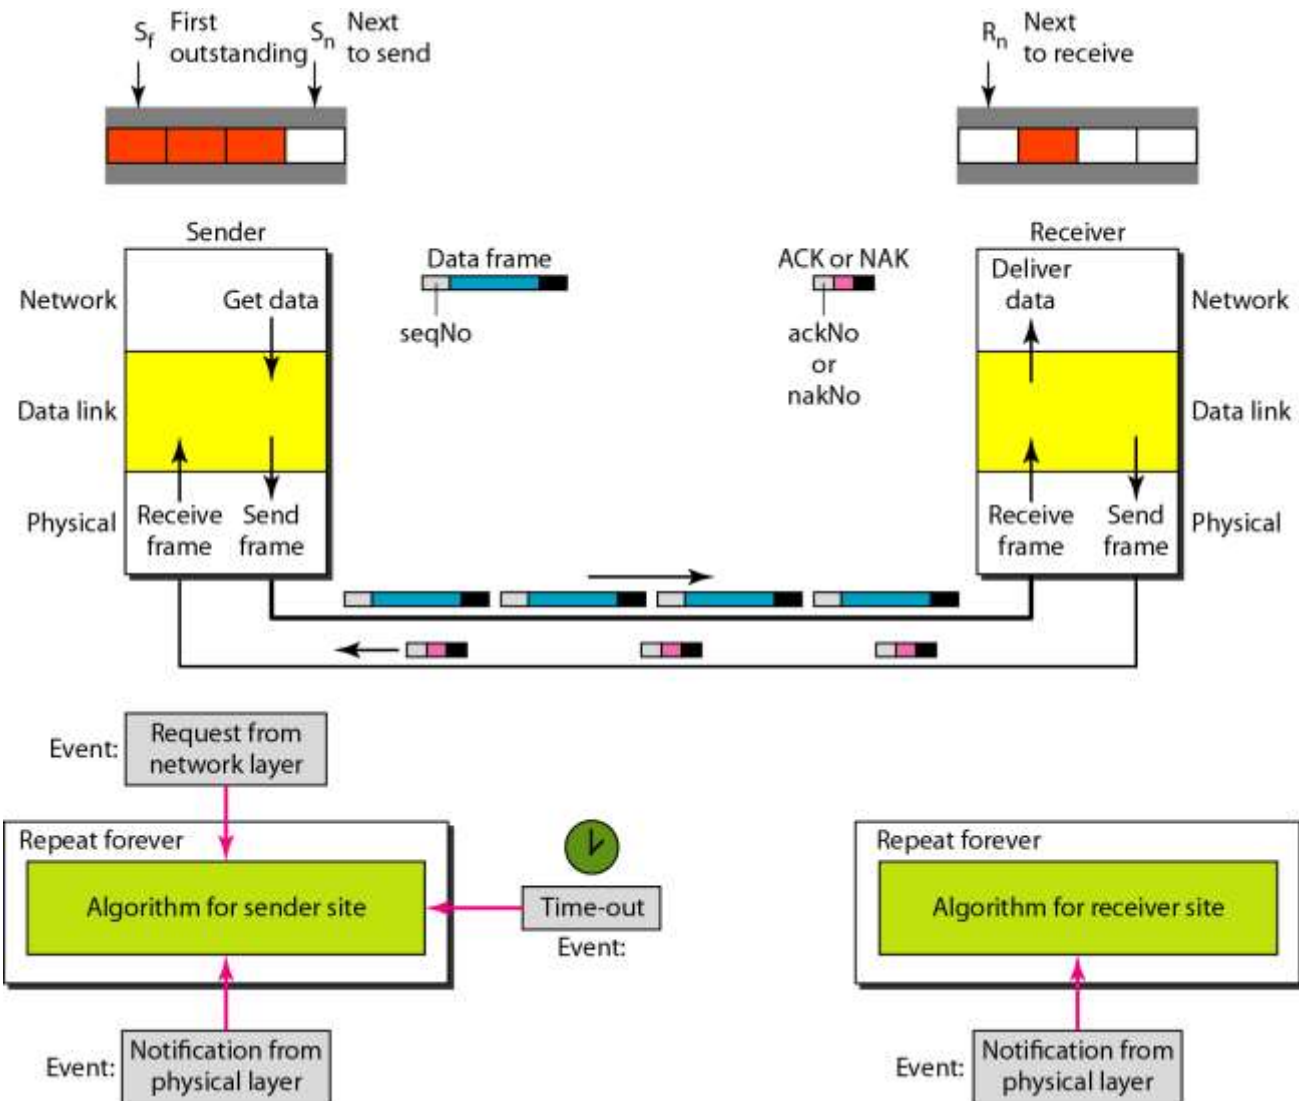 Sf First
outstanding
Sn Next
to send
Rn Next
to receive
Sender
Receiver
Data frame
seqNo
ACK or NAK
ackNo
or
nakNo
Network
Get data
Deliver
data
Network
Data link
Data link
Physical
Receive
frame
Send
frame
Receive
frame
Send
frame
Physical
Event:
Request from
network layer
Repeat forever
Algorithm for sender site
Time-out
Event:
Event:
Notification from
physical layer
Repeat forever
Algorithm for receiver site
Event:
Notification from
physical layer